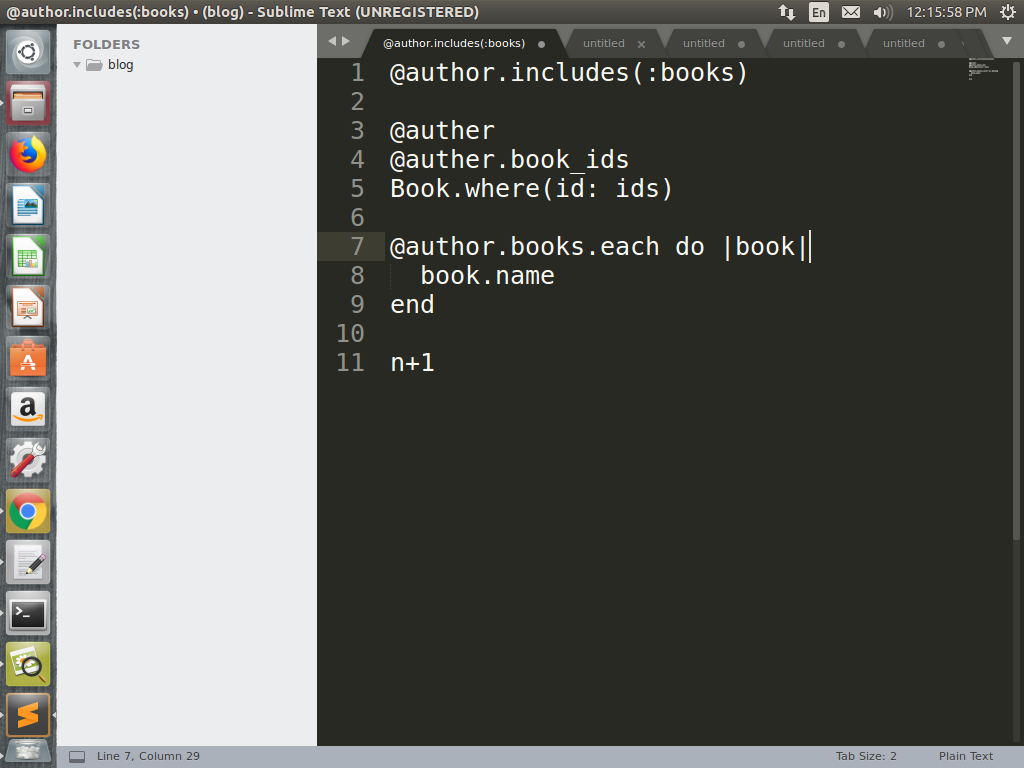 @author.includes(:books) • (blog) - Sublime Text (UNREGISTERED)
En
12:15:58 PM
FOLDERS
blog
@author.includes(:books)
untitled
untitled
untitled
untitled
1 @author.includes(:books)
2
3 @auther
4 @auther.book_ids
5 Book.where(id: ids)
6
7 @author.books.each do |book|
8   book.name
9 end
10
11 n+1
Line 7, Column 29
Tab Size: 2
Plain Text